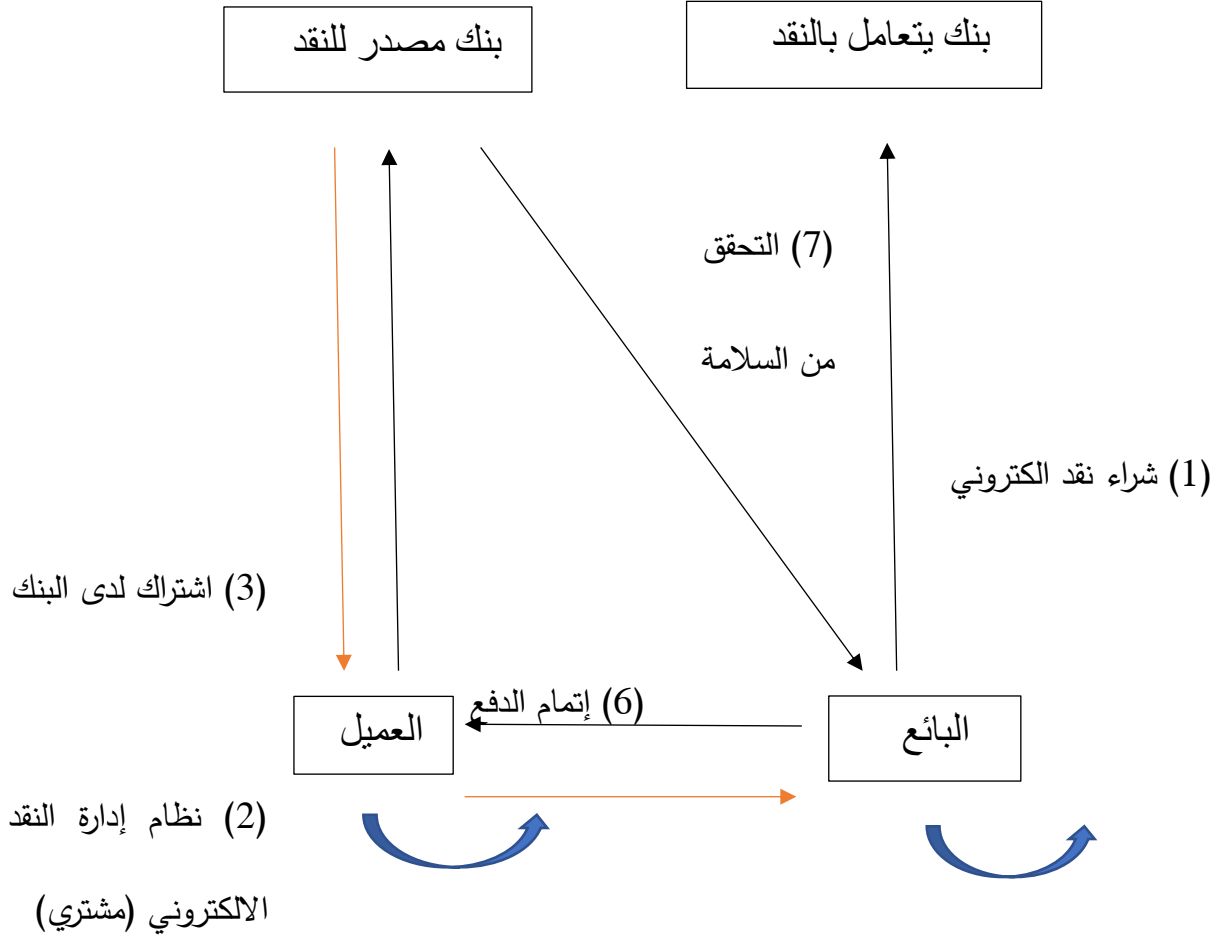 بنك يتعامل بالنقد
بنك مصدر للنقد
(7) التحقق
من السلامة
(1) شراء نقد الكتروني
(3) اشتراك لدى البنك
(6) إتمام الدفع
البائع
العميل
(2) نظام إدارة النقد
الالكتروني (مشتري)